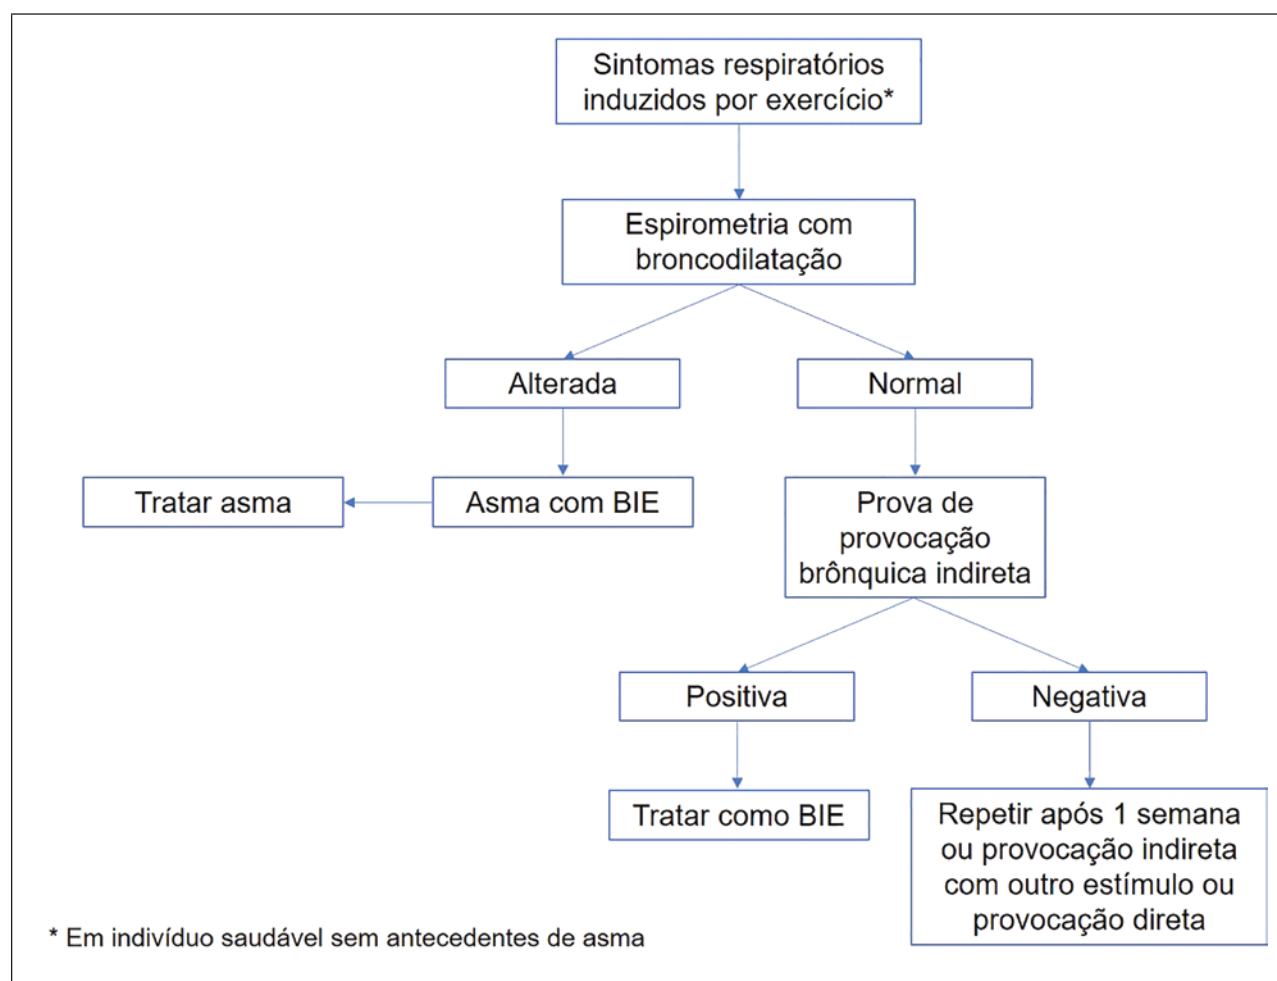 Sintomas respiratórios
induzidos por exercício*
Espirometria com
broncodilatação
Alterada
Normal
Tratar asma
Asma com BIE
Prova de
provocação
brônquica indireta
Positiva
Negativa
Tratar como BIE
Repetir após 1 semana
ou provocação indireta
com outro estímulo ou
provocação direta
* Em indivíduo saudável sem antecedentes de asma